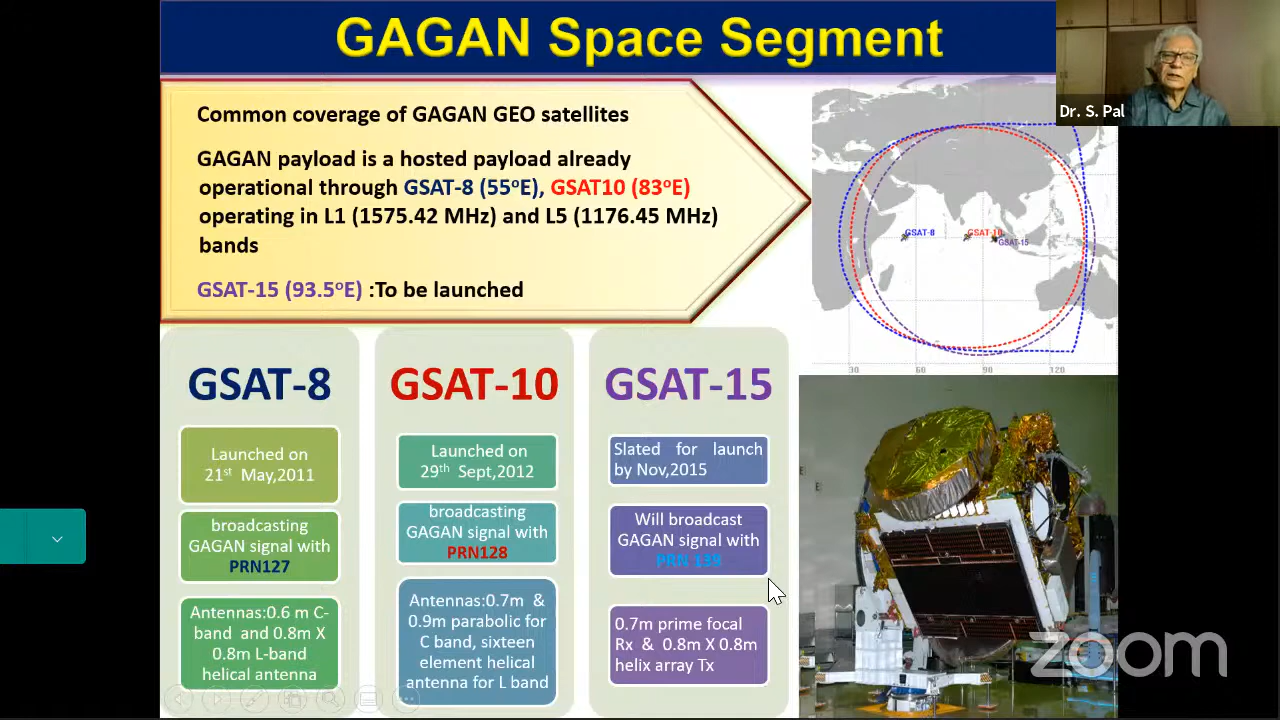 GAGAN Space Segment
Dr. S. Pal
Common coverage of GAGAN GEO satellites
GAGAN payload is a hosted payload already
operational through GSAT-8 (55ºE), GSAT10 (83ºE)
operating in L1 (1575.42 MHz) and L5 (1176.45 MHz)
bands
GSAT-15 (93.5ºE) :To be launched
GSAT-8
GSAT-10
GSAT-15
30
60
90
120
GSAT-8
Launched on
21st May,2011
broadcasting
GAGAN signal with
PRN127
Antennas:0.6 m C-
band and 0.8m X
0.8m L-band
helical antenna
GSAT-10
Launched on
29th Sept,2012
broadcasting
GAGAN signal with
PRN128
Antennas:0.7m &
0.9m parabolic for
C band, sixteen
element helical
antenna for L band
GSAT-15
Slated for launch
by Nov,2015
Will broadcast
GAGAN signal with
PRN
0.7m prime focal
Rx & 0.8m X 0.8m
helix array Tx
zoom